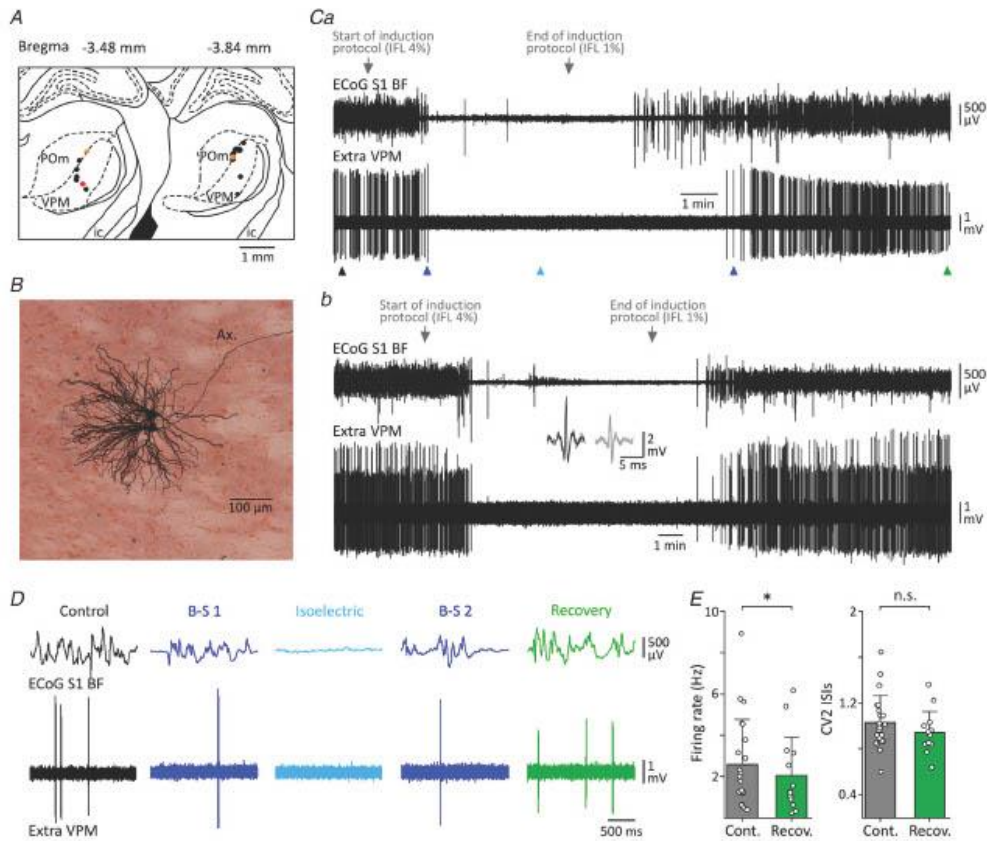 A
Bregma -3.48 mm -3.84 mm
POm
VPM
ic
POm
VPM
ic
1 mm
B
Ax.
100 µm
Ca
Start of induction
protocol (IFL 4%)
End of induction
protocol (IFL 1%)
ECoG S1 BF
500
µV
Extra VPM
1 min
1
mV
b
Start of induction
protocol (IFL 4%)
End of induction
protocol (IFL 1%)
ECoG S1 BF
500
µV
Extra VPM
2
mV
5 ms
1
mV
1 min
D
Control B-S 1 Isoelectric B-S 2 Recovery
500
µV
ECoG S1 BF
1
mV
Extra VPM
500 ms
E
*
10
6
2
Firing rate (Hz)
Cont. Recov.
n.s.
2
1.2
0.4
CV2 ISIs
Cont. Recov.